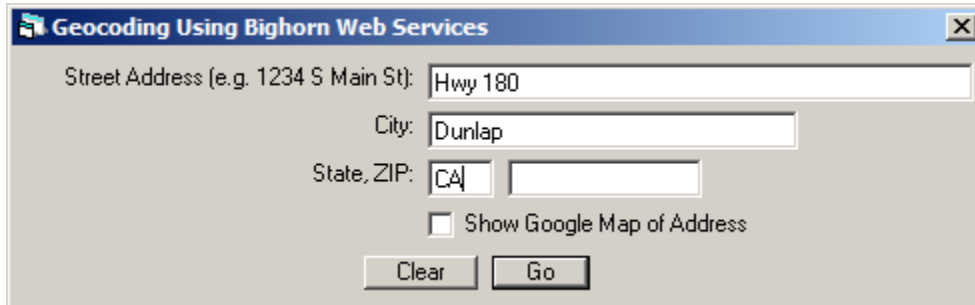 Geocoding Using Bighorn Web Services
Street Address (e.g. 1234 S Main St): Hwy 180
City: Dunlap
State, ZIP: CA
Show Google Map of Address
Clear Go